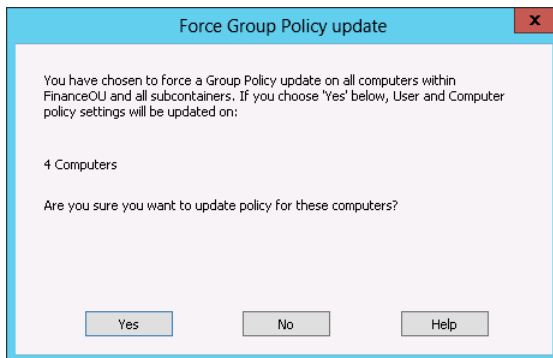 Force Group Policy update
x
You have chosen to force a Group Policy update on all computers within
FinanceOU and all subcontainers. If you choose 'Yes' below, User and Computer
policy settings will be updated on:
4 Computers
Are you sure you want to update policy for these computers?
Yes
No
Help